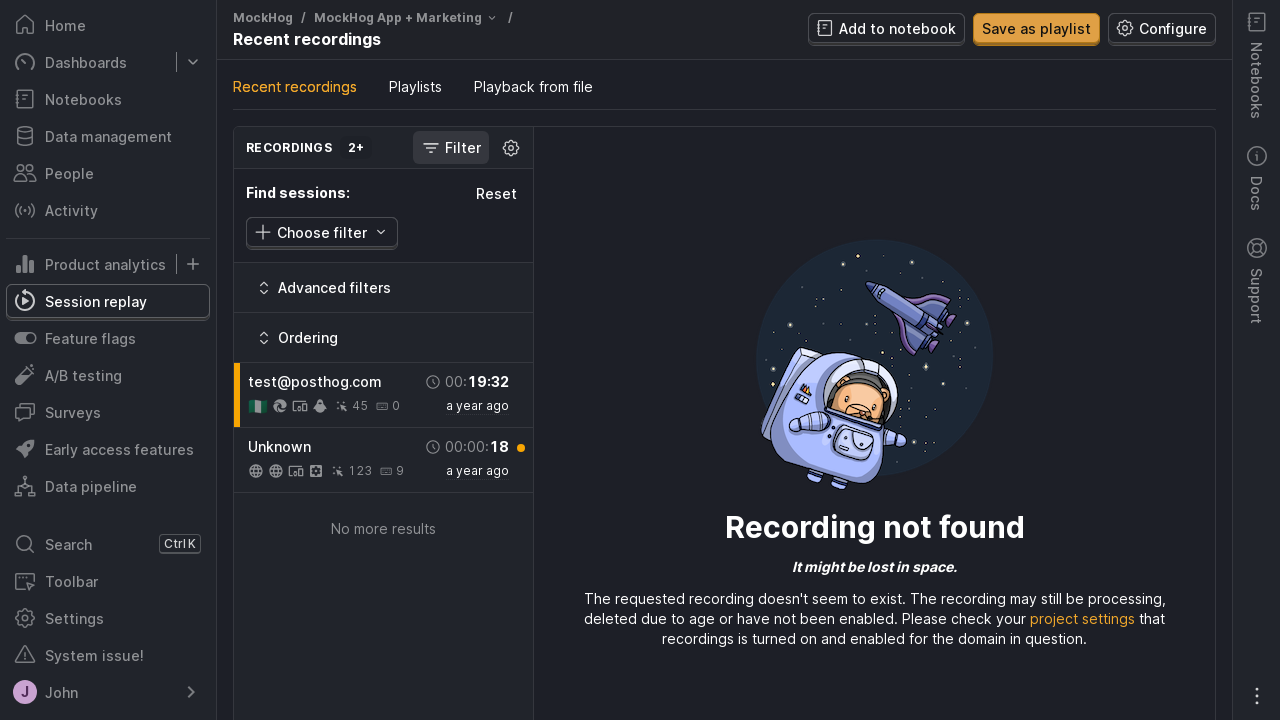 Home
Dashboards
Notebooks
Data management
People
Activity
Product analytics
Session replay
Feature flags
A/B testing
Surveys
Early access features
Data pipeline
Search Ctrl K
Toolbar
Settings
System issue!
J John
MockHog / MockHog App + Marketing /
Recent recordings
Add to notebook
Save as playlist
Configure
Recent recordings Playlists Playback from file
RECORDINGS 2+ Filter
Find sessions: Reset
Choose filter
Advanced filters
Ordering
test@posthog.com 00:19:32
45 0 a year ago
Unknown 00:00:18
123 9 a year ago
No more results
Recording not found
It might be lost in space.
The requested recording doesn't seem to exist. The recording may still be processing,
deleted due to age or have not been enabled. Please check your project settings that
recordings is turned on and enabled for the domain in question.
Notebooks
Docs
Support